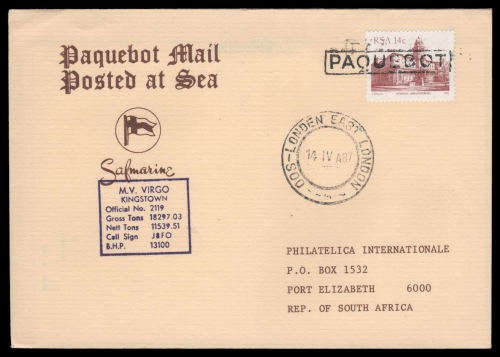 Paquebot Mail
Posted at Sea
Safmarine
M.V. VIRGO
KINGSTOWN
Official No. 2119
Gross Tons 18297.03
Nett Tons 11539.51
Call Sign J8FO
B.H.P. 13100
RSA 14c
PAQUEBOT
OOS-LONDEN EAST LONDON
14 IV A87
PHILATELICA INTERNATIONALE
P.O. BOX 1532
PORT ELIZABETH 6000
REP. OF SOUTH AFRICA